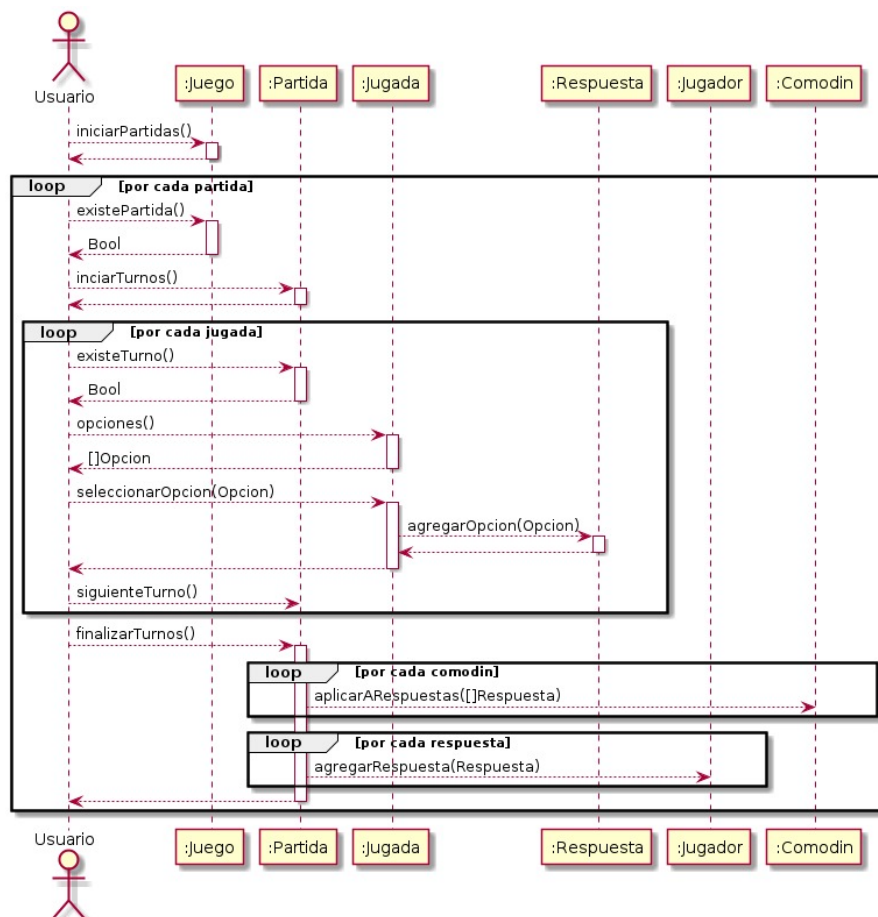 Usuario
:Juego
:Partida
:Jugada
:Respuesta
:Jugador
:Comodin
iniciarPartidas()
loop [por cada partida]
existePartida()
Bool
inciarTurnos()
loop [por cada jugada]
existeTurno()
Bool
opciones()
[]Opcion
seleccionarOpcion(Opcion)
agregarOpcion(Opcion)
siguienteTurno()
finalizarTurnos()
loop [por cada comodin]
aplicarARespuestas([]Respuesta)
loop [por cada respuesta]
agregarRespuesta(Respuesta)
Usuario
:Juego
:Partida
:Jugada
:Respuesta
:Jugador
:Comodin